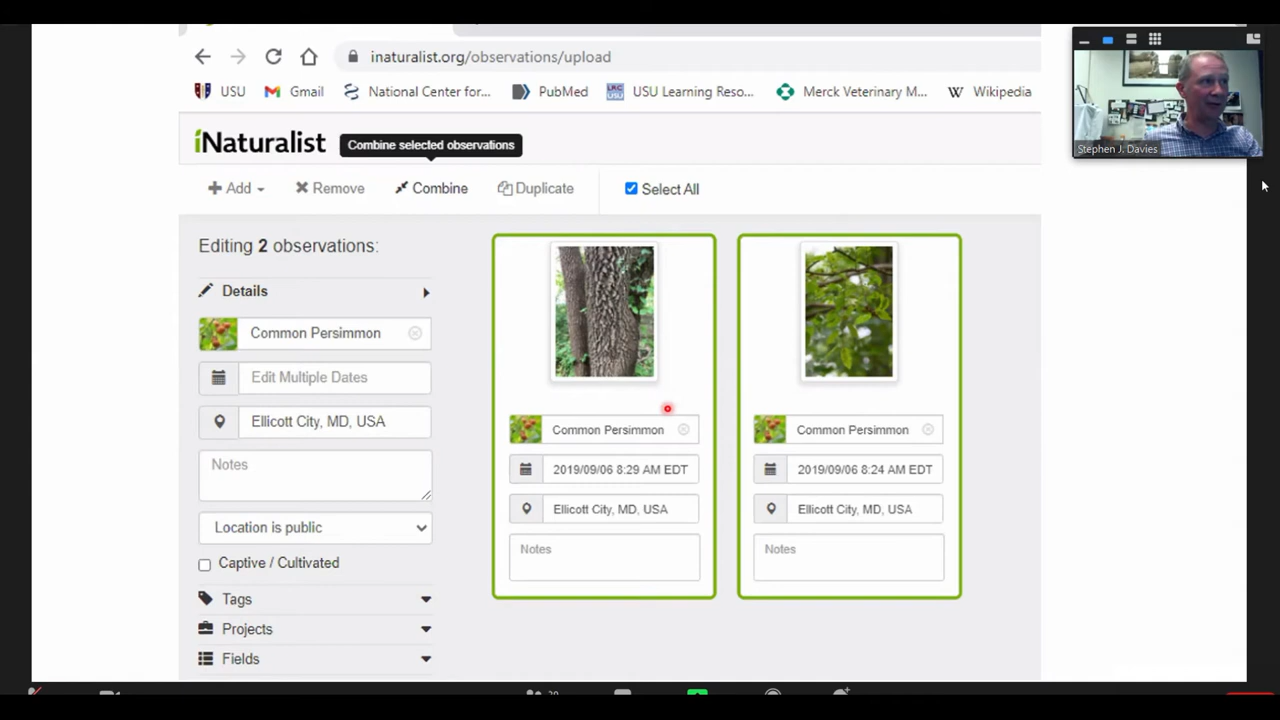 inaturalist.org/observations/upload
USU Gmail National Center for... PubMed LRC USU USU Learning Reso... Merck Veterinary M... W Wikipedia
Stephen J. Davies
iNaturalist Combine selected observations
Add Remove Combine Duplicate Select All
Editing 2 observations:
Details
Common Persimmon
Edit Multiple Dates
Ellicott City, MD, USA
Notes
Location is public
Captive / Cultivated
Tags
Projects
Fields
Common Persimmon
2019/09/06 8:29 AM EDT
Ellicott City, MD, USA
Notes
Common Persimmon
2019/09/06 8:24 AM EDT
Ellicott City, MD, USA
Notes